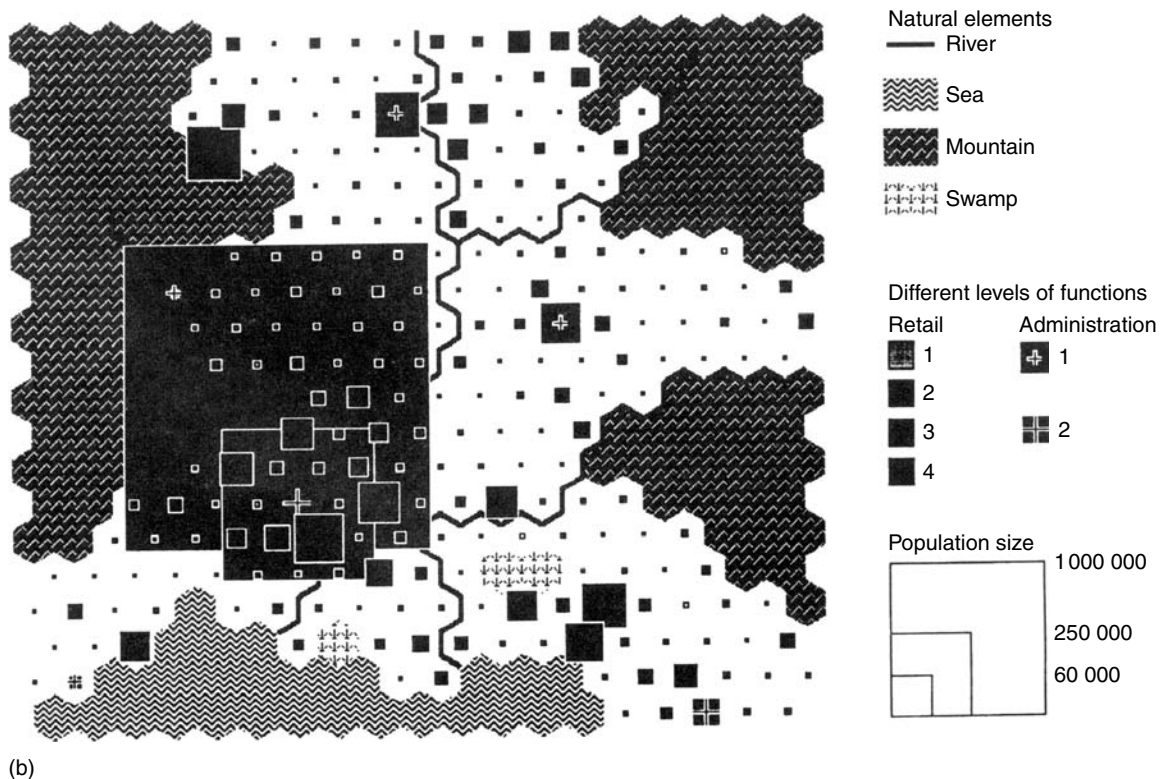 Natural elements
River
Sea
Mountain
Swamp
Different levels of functions
Retail Administration
1 1
2
3 2
4
Population size
1 000 000
250 000
60 000
(b)